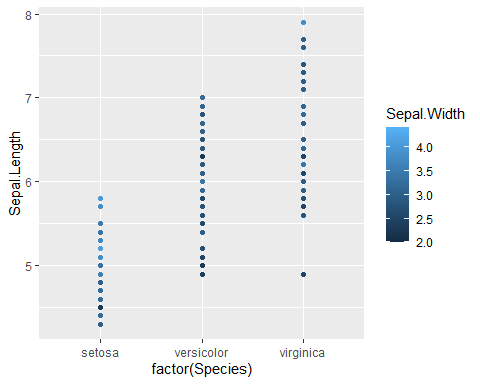 8
7
6
5
Sepal.Length
setosa versicolor virginica
factor(Species)
Sepal.Width
4.0
3.5
3.0
2.5
2.0